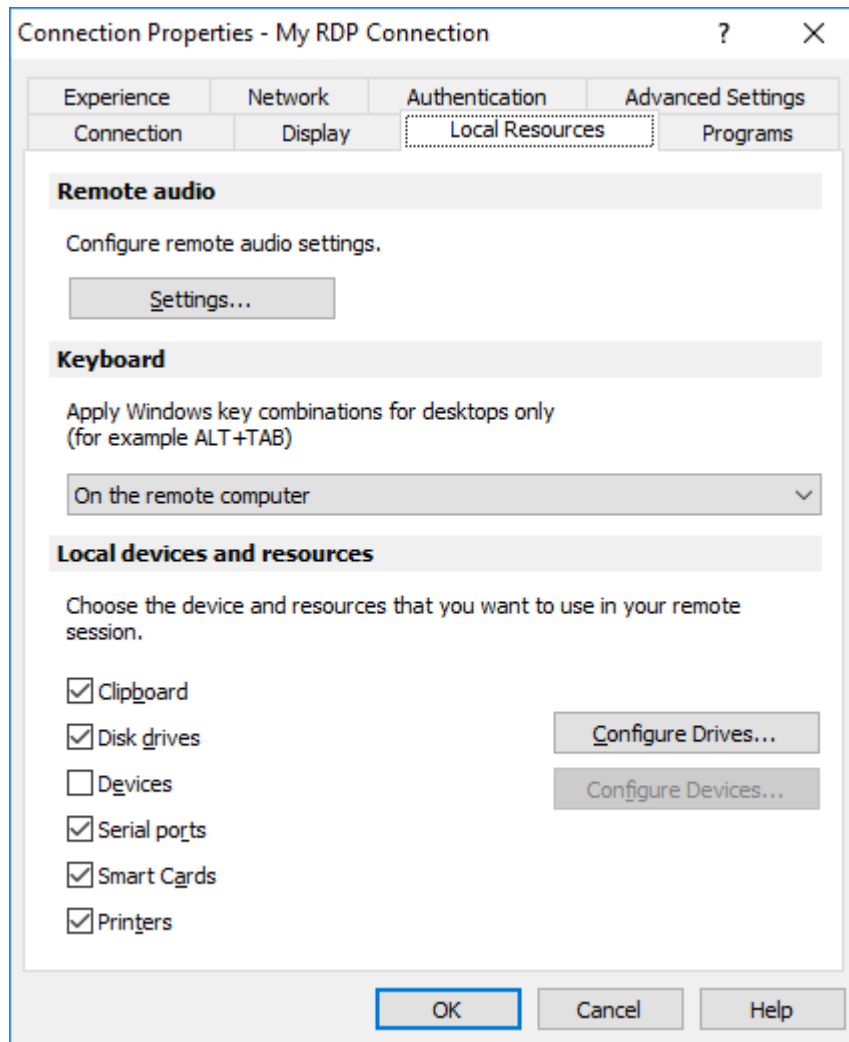 Connection Properties - My RDP Connection ?
Experience Network Authentication Advanced Settings
Connection Display Local Resources Programs
Remote audio
Configure remote audio settings.
Settings...
Keyboard
Apply Windows key combinations for desktops only
(for example ALT+TAB)
On the remote computer
Local devices and resources
Choose the device and resources that you want to use in your remote
session.
Clipboard
Disk drives Configure Drives...
Devices Configure Devices...
Serial ports
Smart Cards
Printers
OK Cancel Help